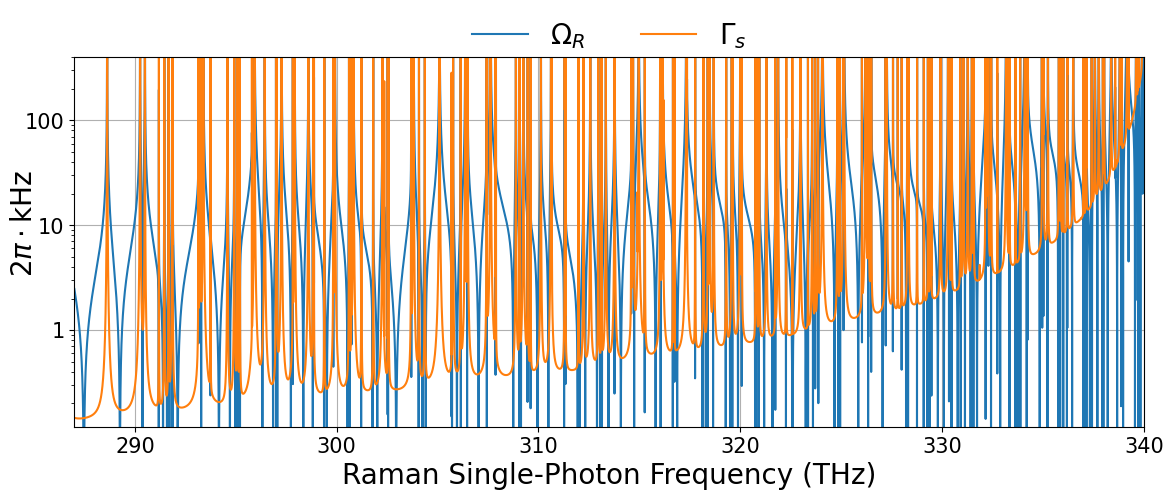 Ω_R Γ_s
100
10
1
2π · kHz
290 300 310 320 330 340
Raman Single-Photon Frequency (THz)